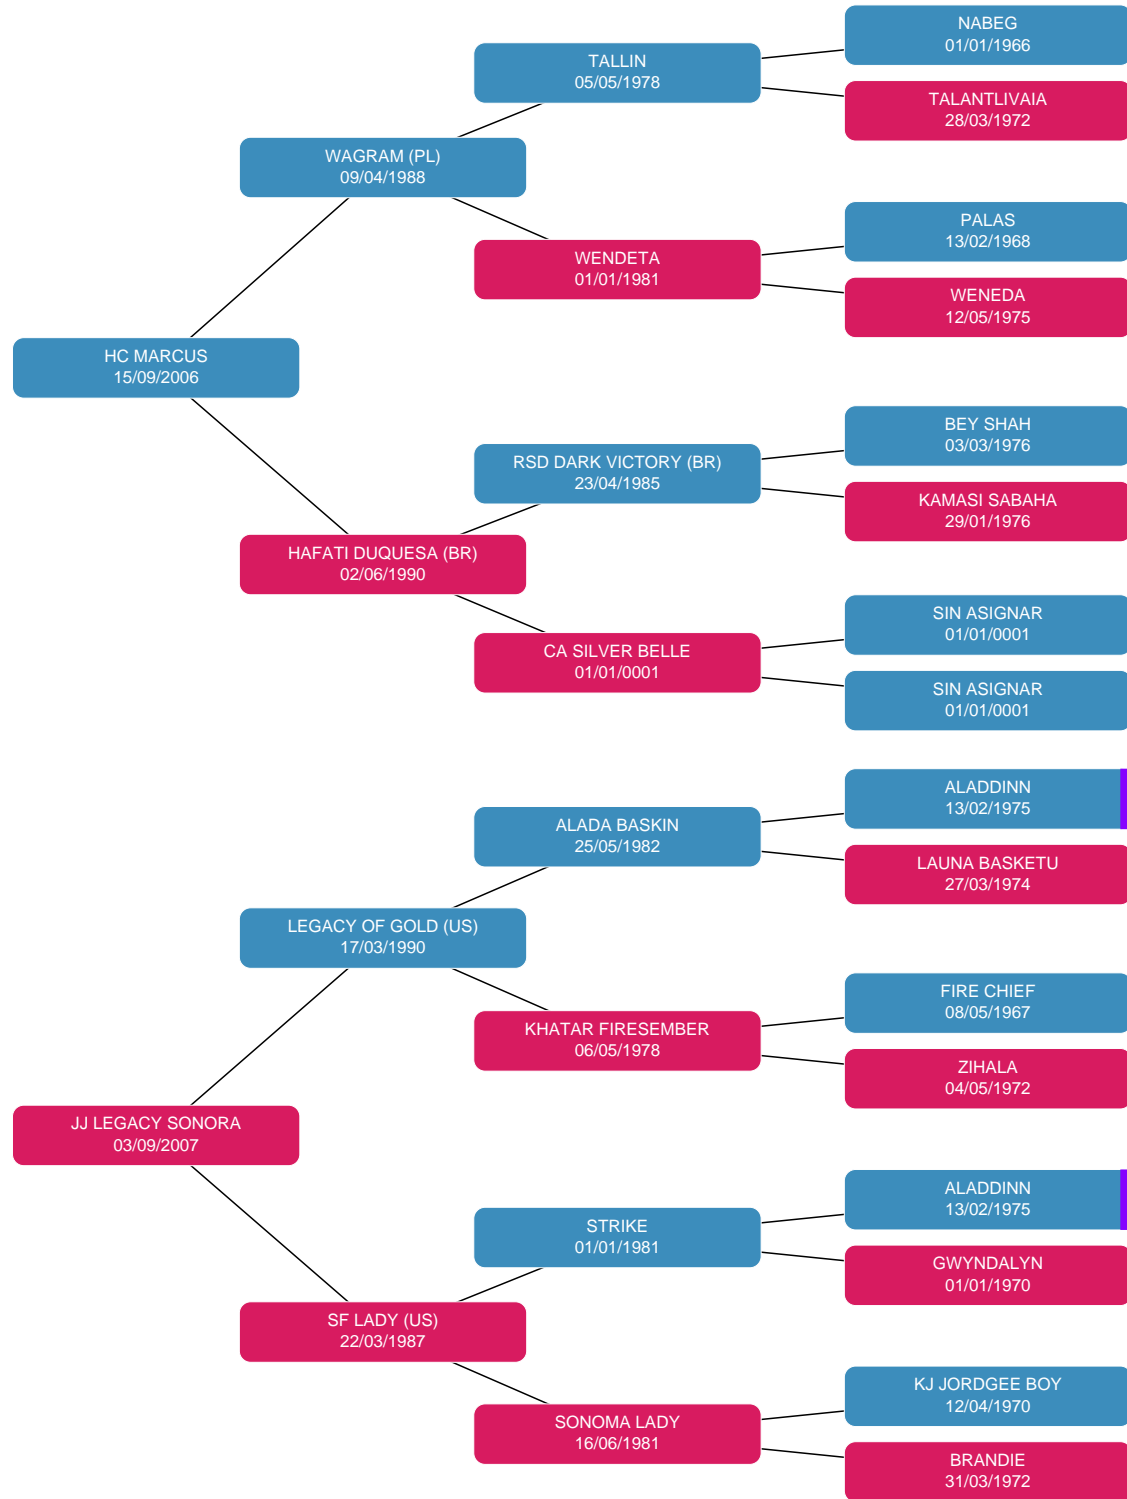 NABEG
01/01/1966
TALLIN
05/05/1978
TALANTLIVAIA
28/03/1972
WAGRAM (PL)
09/04/1988
PALAS
13/02/1968
WENDETA
01/01/1981
WENEDA
12/05/1975
HC MARCUS
15/09/2006
BEY SHAH
03/03/1976
RSD DARK VICTORY (BR)
23/04/1985
KAMASI SABAHA
29/01/1976
HAFATI DUQUESA (BR)
02/06/1990
SIN ASIGNAR
01/01/0001
CA SILVER BELLE
01/01/0001
SIN ASIGNAR
01/01/0001
ALADDINN
13/02/1975
ALADA BASKIN
25/05/1982
LAUNA BASKETU
27/03/1974
LEGACY OF GOLD (US)
17/03/1990
FIRE CHIEF
08/05/1967
KHATAR FIRESEMBER
06/05/1978
ZIHALA
04/05/1972
JJ LEGACY SONORA
03/09/2007
ALADDINN
13/02/1975
STRIKE
01/01/1981
GWYNDALYN
01/01/1970
SF LADY (US)
22/03/1987
KJ JORDGEE BOY
12/04/1970
SONOMA LADY
16/06/1981
BRANDIE
31/03/1972